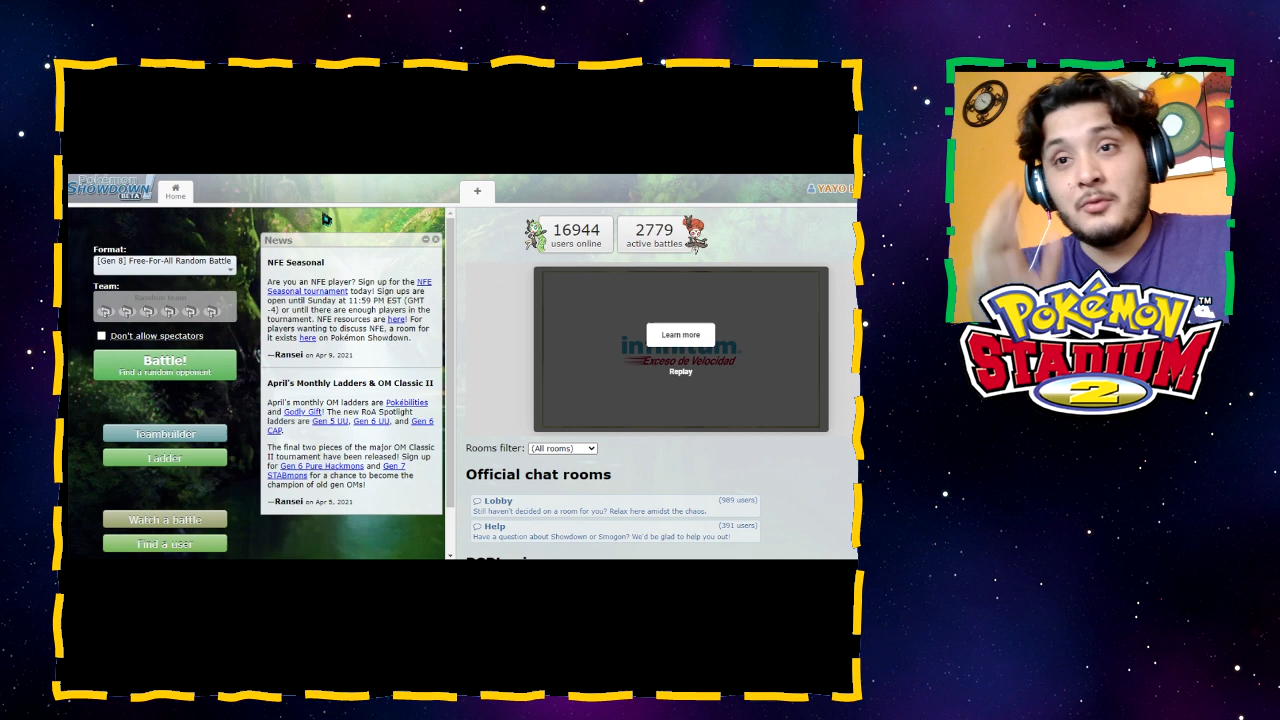 Pokémon
SHOWDOWN
BETA
Home
+
YAYO
Format:
[Gen 8] Free-For-All Random Battle
Team:
Random team
Don't allow spectators
Battle!
Find a random opponent
Teambuilder
Ladder
Watch a battle
Find a user
News
NFE Seasonal
Are you an NFE player? Sign up for the NFE
Seasonal tournament today! Sign ups are
open until Sunday at 11:59 PM EST (GMT
-4) or until there are enough players in the
tournament. NFE resources are here! For
players wanting to discuss NFE, a room for
it exists here on Pokémon Showdown.
—Ransei on Apr 9, 2021
April's Monthly Ladders & OM Classic II
April's monthly OM ladders are Pokébilities
and Godly Gift! The new RoA Spotlight
ladders are Gen 5 UU, Gen 6 UU, and Gen 6
CAP.
The final two pieces of the major OM Classic
II tournament have been released! Sign up
for Gen 6 Pure Hackmons and Gen 7
STABmons for a chance to become the
champion of old gen OMs!
—Ransei on Apr 5, 2021
16944
users online
2779
active battles
Learn more
infinitum.
Exceso de Velocidad
Replay
Rooms filter: (All rooms)
Official chat rooms
Lobby (989 users)
Still haven't decided on a room for you? Relax here amidst the chaos.
Help (391 users)
Have a question about Showdown or Smogon? We'd be glad to help you out!
POKéMON
TM
STADIUM
2